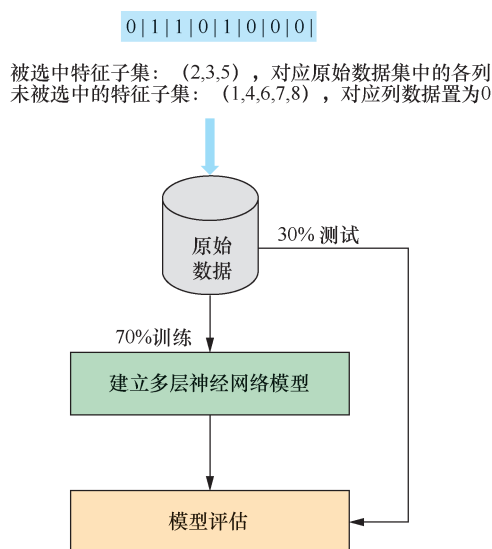 0|1|1|0|1|0|0|0|
被选中特征子集：（2,3,5），对应原始数据集中的各列
未被选中的特征子集：（1,4,6,7,8），对应列数据置为0
30% 测试
原始
数据
70%训练
建立多层神经网络模型
模型评估